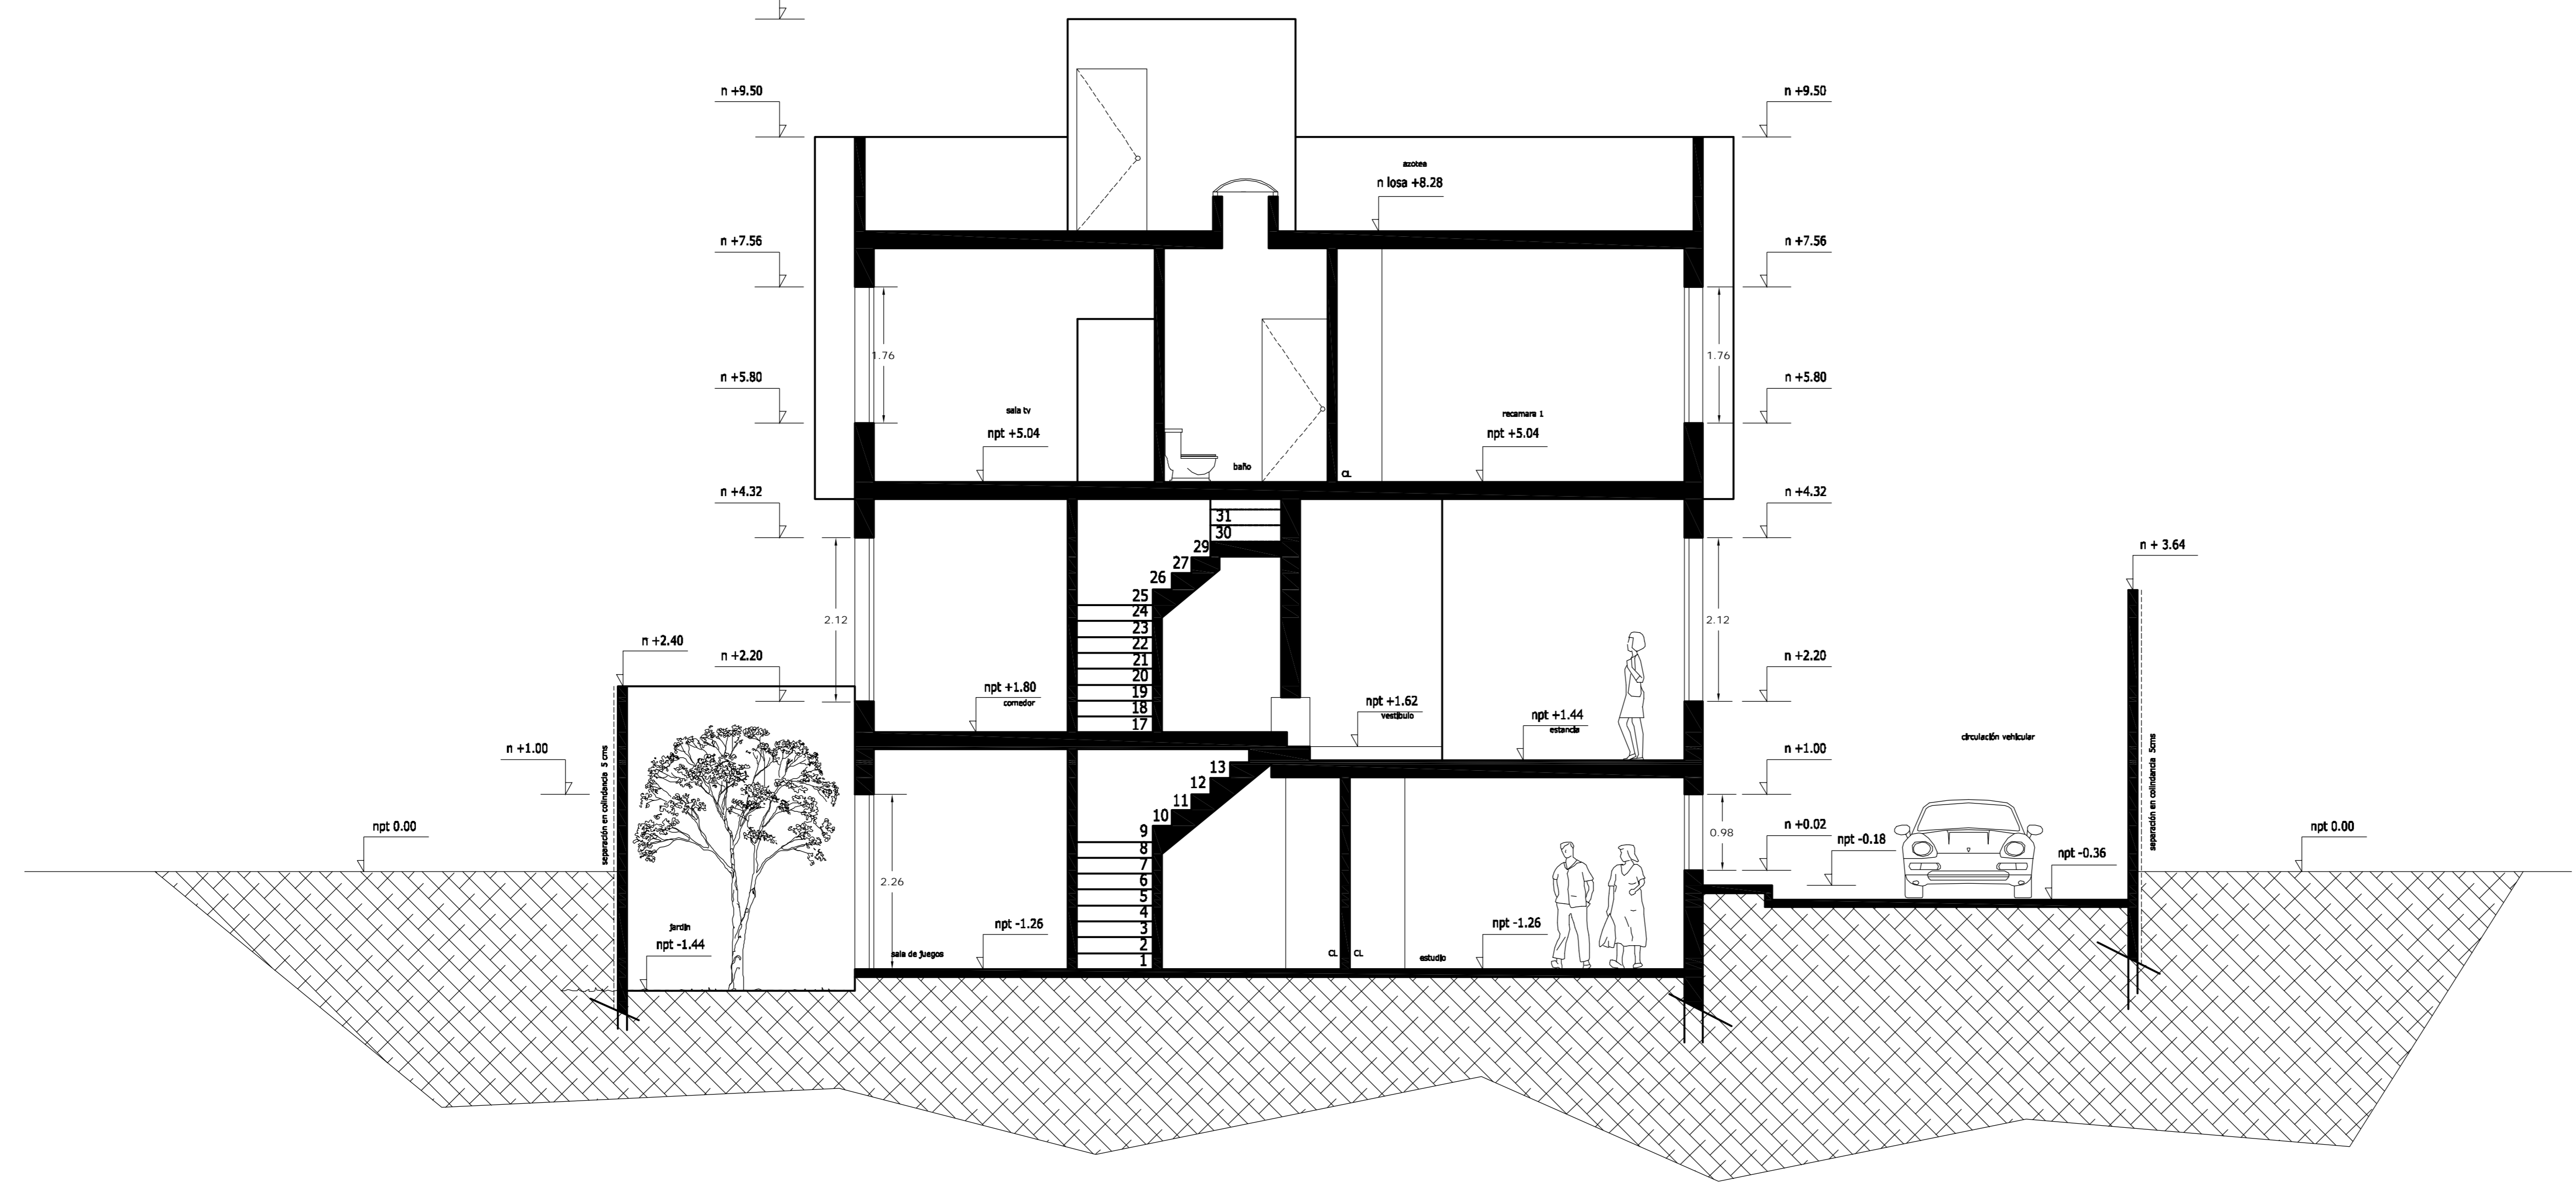 n +9.50
n +9.50
azotea
n losa +8.28
n +7.56
n +7.56
1.76
1.76
n +5.80
n +5.80
sala tv
npt +5.04
recamara 1
npt +5.04
baño
CL
n +4.32
n +4.32
31
30
29
27
26
25
24
23
22
21
20
19
18
17
n + 3.64
2.12
2.12
n +2.40
n +2.20
n +2.20
npt +1.80
comedor
npt +1.62
vestibulo
npt +1.44
estancia
circulación vehicular
n +1.00
n +1.00
separación en colindancia 5 cms
separación en colindancia 5cms
13
12
11
10
9
8
7
6
5
4
3
2
1
npt 0.00
0.98
n +0.02
npt -0.18
npt -0.36
npt 0.00
2.26
jardin
npt -1.44
npt -1.26
sala de juegos
CL
CL
npt -1.26
estudio